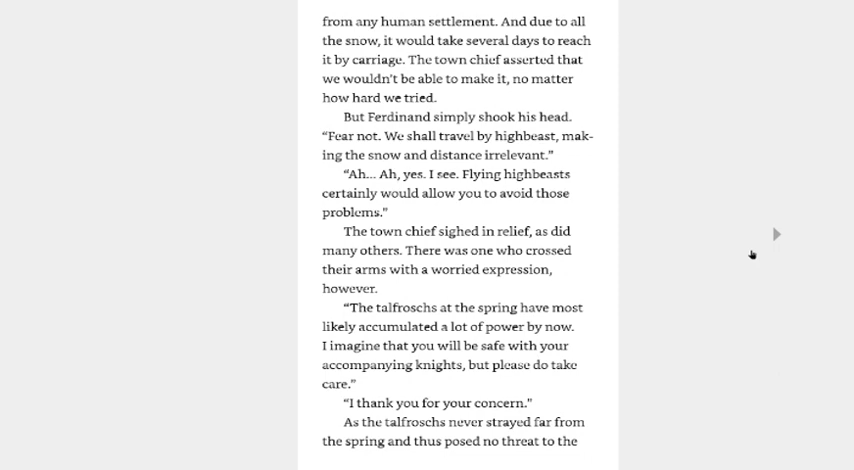 from any human settlement. And due to all
the snow, it would take several days to reach
it by carriage. The town chief asserted that
we wouldn't be able to make it, no matter
how hard we tried.
But Ferdinand simply shook his head.
“Fear not. We shall travel by highbeast, mak-
ing the snow and distance irrelevant.”
“Ah... Ah, yes. I see. Flying highbeasts
certainly would allow you to avoid those
problems.”
The town chief sighed in relief, as did
many others. There was one who crossed
their arms with a worried expression,
however.
“The talfroschs at the spring have most
likely accumulated a lot of power by now.
I imagine that you will be safe with your
accompanying knights, but please do take
care.”
“I thank you for your concern.”
As the talfroschs never strayed far from
the spring and thus posed no threat to the